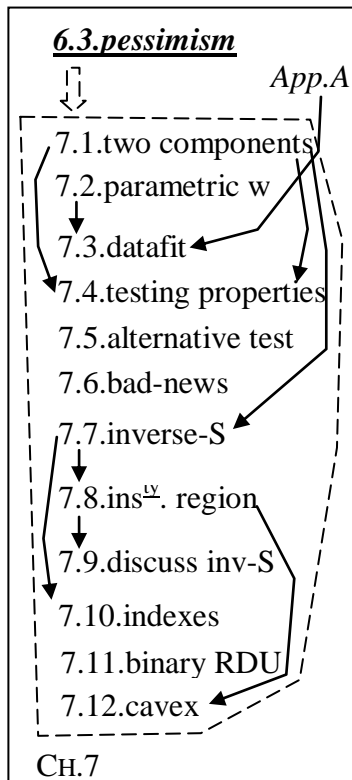 6.3.pessimism
App.A
7.1.two components
7.2.parametric w
7.3.datafit
7.4.testing properties
7.5.alternative test
7.6.bad-news
7.7.inverse-S
7.8.insty. region
7.9.discuss inv-S
7.10.indexes
7.11.binary RDU
7.12.cavex
CH.7